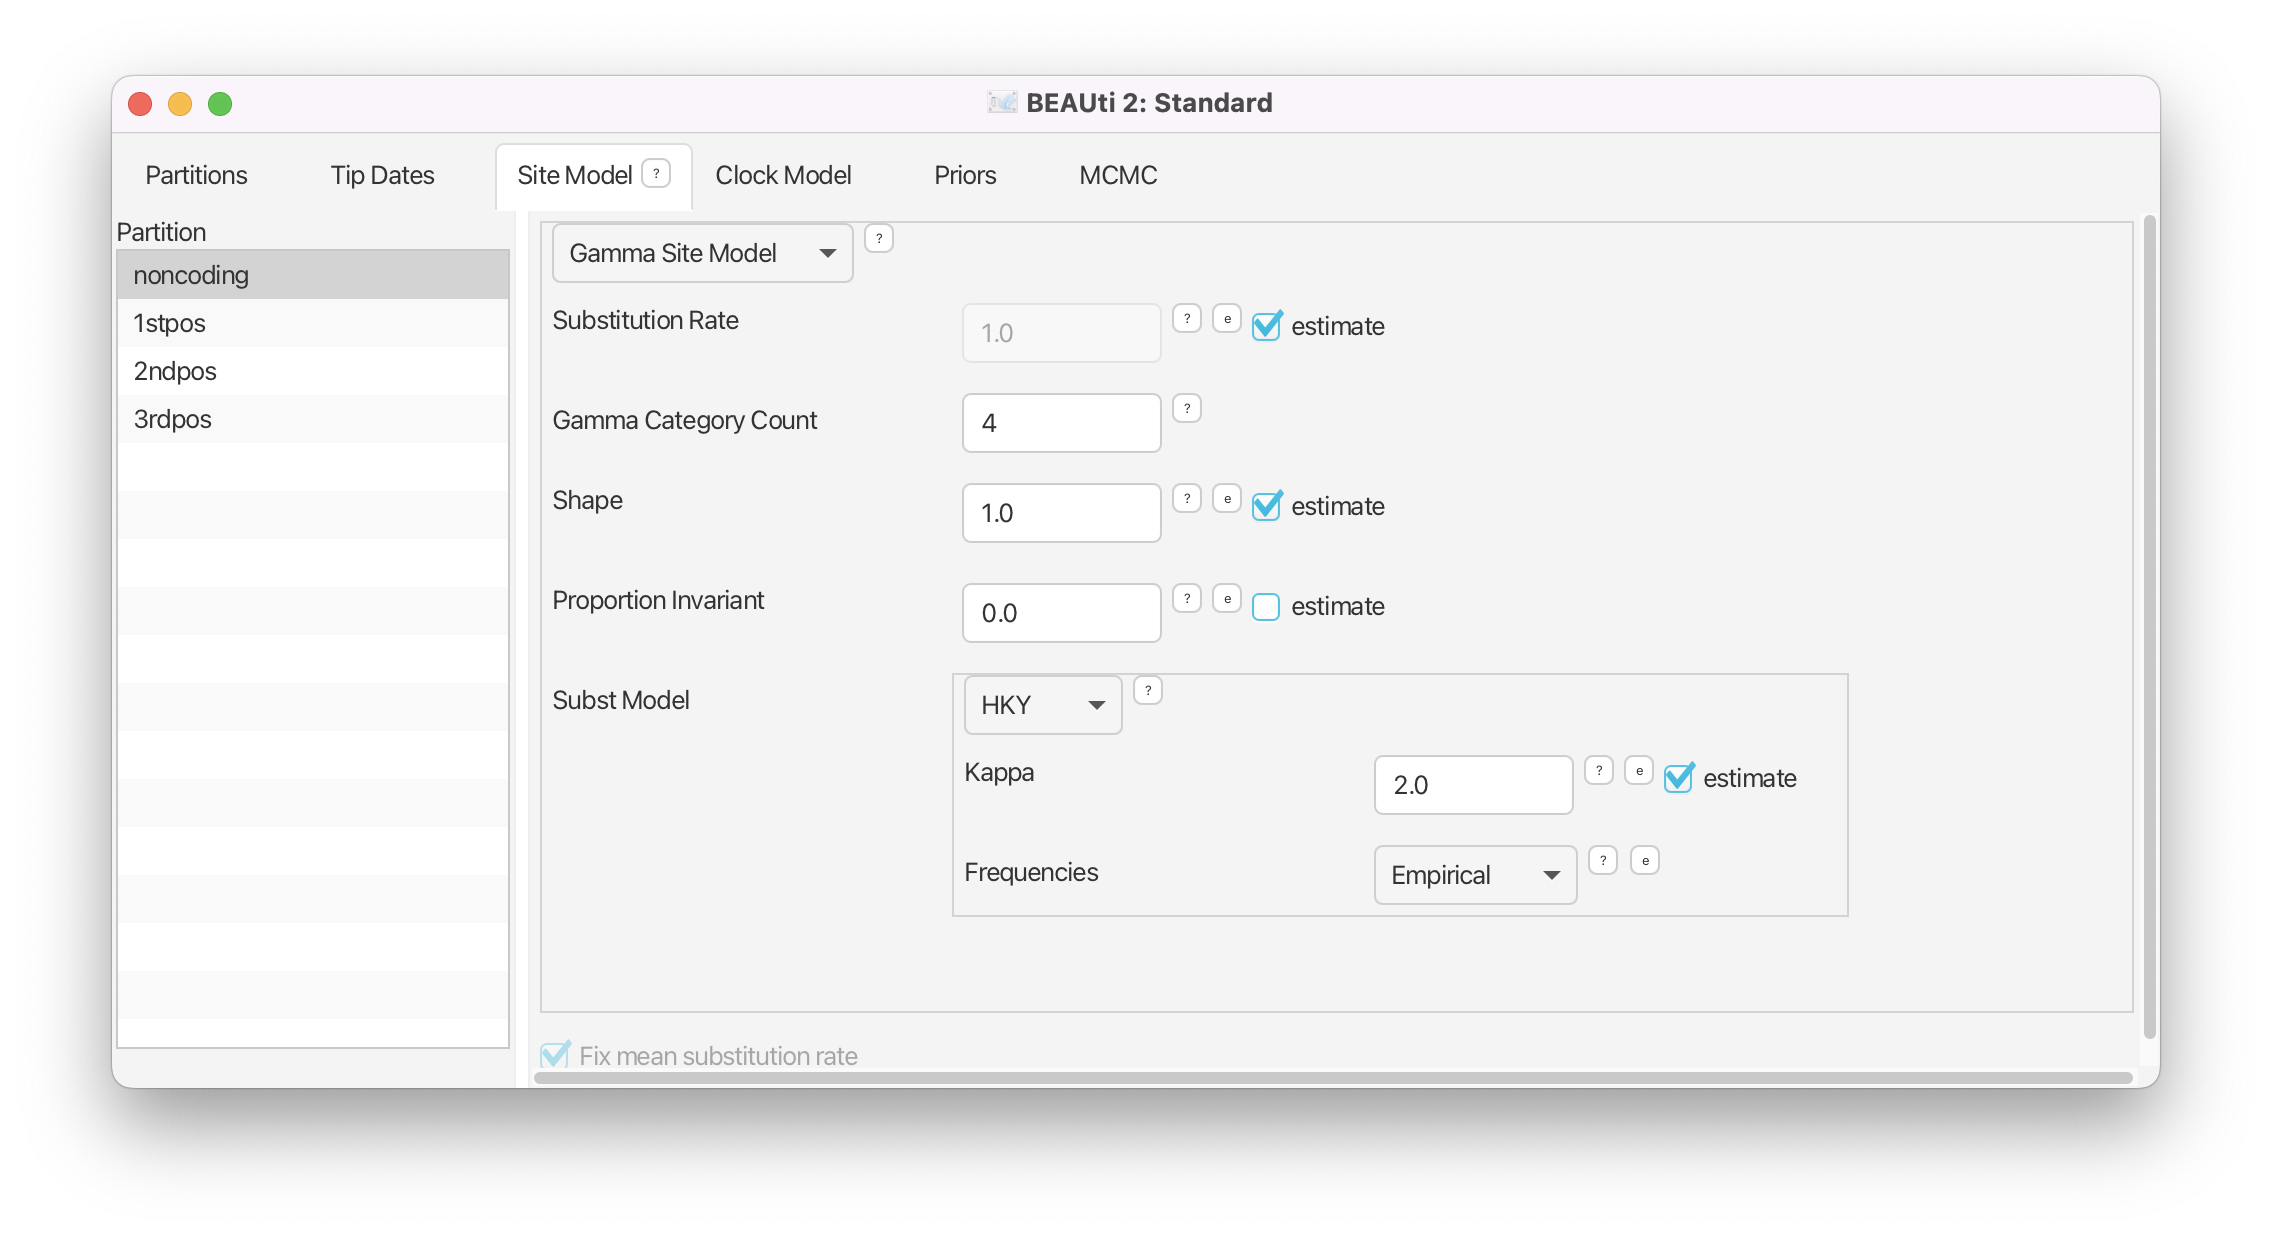 BEAUti 2: Standard
Partitions Tip Dates Site Model ? Clock Model Priors MCMC
Partition
noncoding
1stpos
2ndpos
3rdpos
Gamma Site Model ?
Substitution Rate 1.0 ? e estimate
Gamma Category Count 4 ?
Shape 1.0 ? e estimate
Proportion Invariant 0.0 ? e estimate
Subst Model HKY ?
Kappa 2.0 ? e estimate
Frequencies Empirical ? e
Fix mean substitution rate